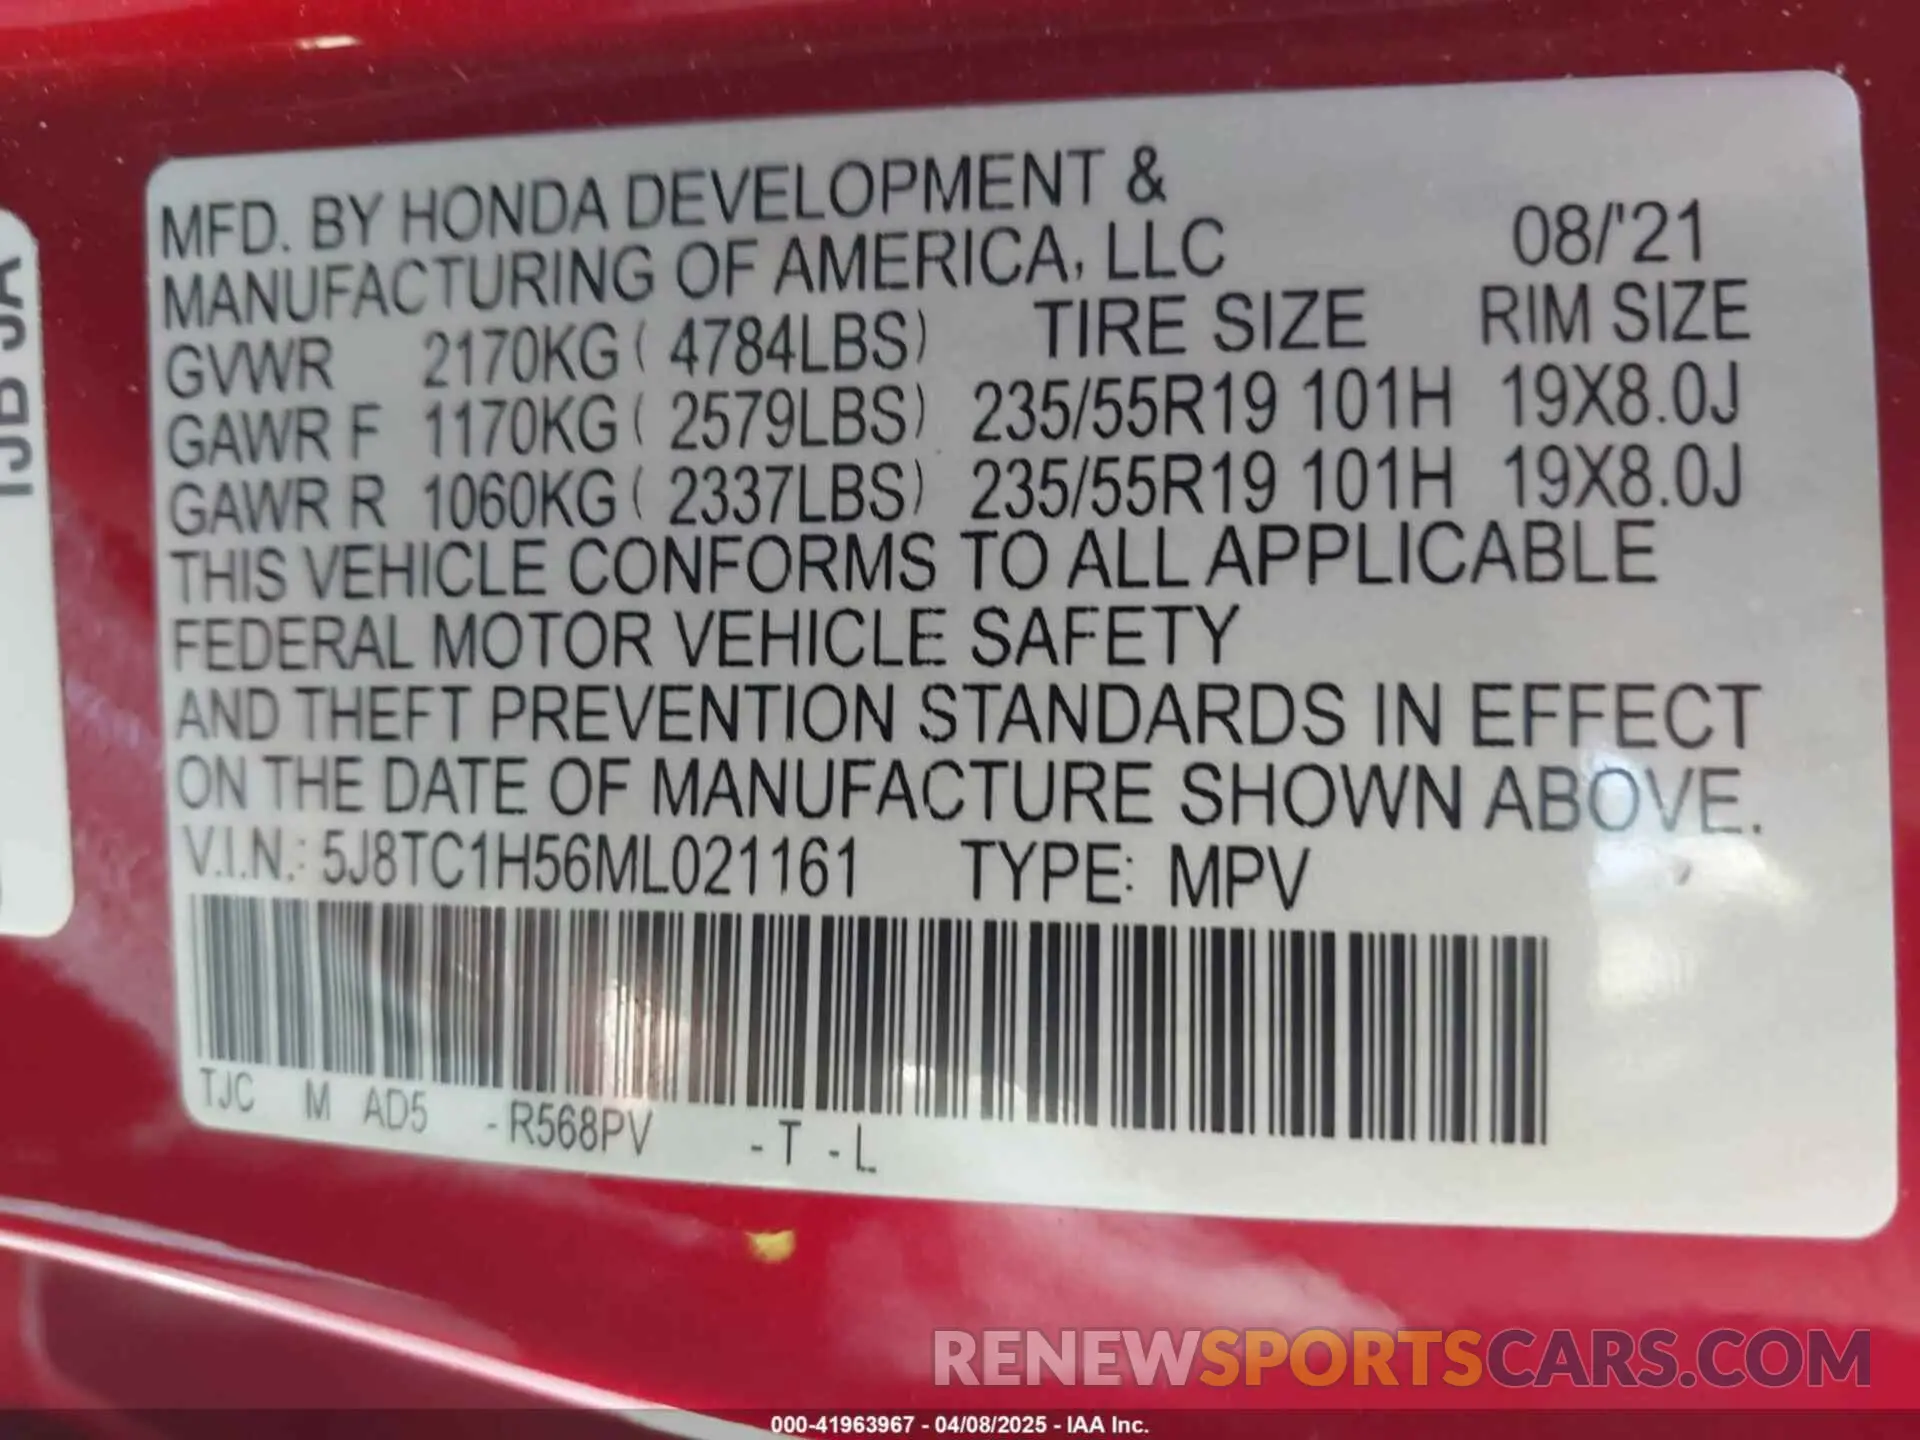 MFD. BY HONDA DEVELOPMENT &
MANUFACTURING OF AMERICA, LLC 08/'21
GVWR 2170KG ( 4784LBS) TIRE SIZE RIM SIZE
GAWR F 1170KG ( 2579LBS) 235/55R19 101H 19X8.0J
GAWR R 1060KG ( 2337LBS) 235/55R19 101H 19X8.0J
THIS VEHICLE CONFORMS TO ALL APPLICABLE
FEDERAL MOTOR VEHICLE SAFETY
AND THEFT PREVENTION STANDARDS IN EFFECT
ON THE DATE OF MANUFACTURE SHOWN ABOVE.
V.I.N.: 5J8TC1H56ML021161 TYPE: MPV
TJC M AD5 -R568PV -T -L
RENEWSPORTSCARS.COM
000-41963967 - 04/08/2025 - IAA Inc.